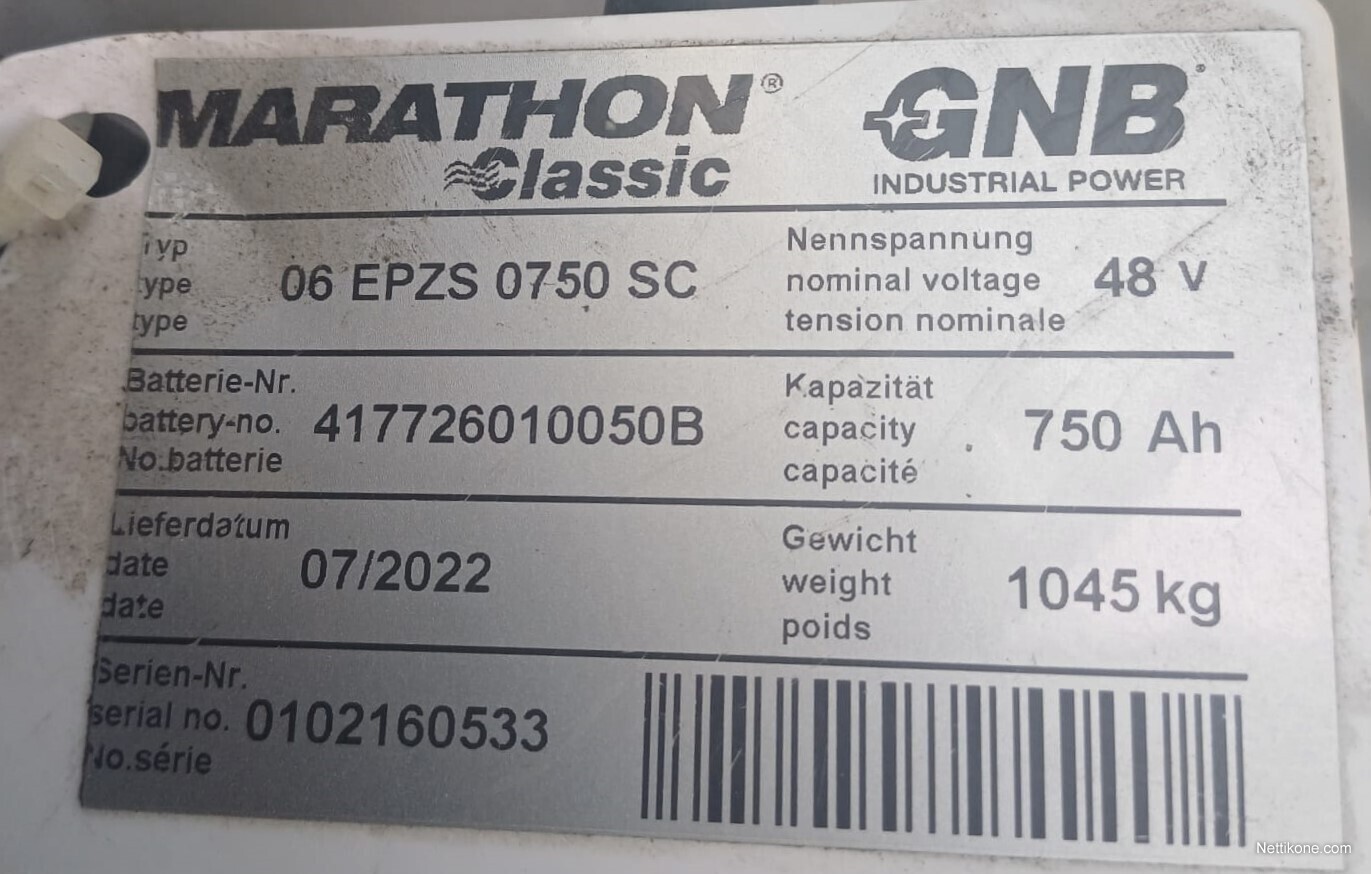 MARATHON®
Classic
GNB®
INDUSTRIAL POWER
Typ
type
type
06 EPZS 0750 SC
Nennspannung
nominal voltage
tension nominale
48 V
Batterie-Nr.
battery-no.
No.batterie
417726010050B
Kapazität
capacity
capacité
750 Ah
Lieferdatum
date
date
07/2022
Gewicht
weight
poids
1045 kg
Serien-Nr.
serial no.
No.série
0102160533
Nettikone.com